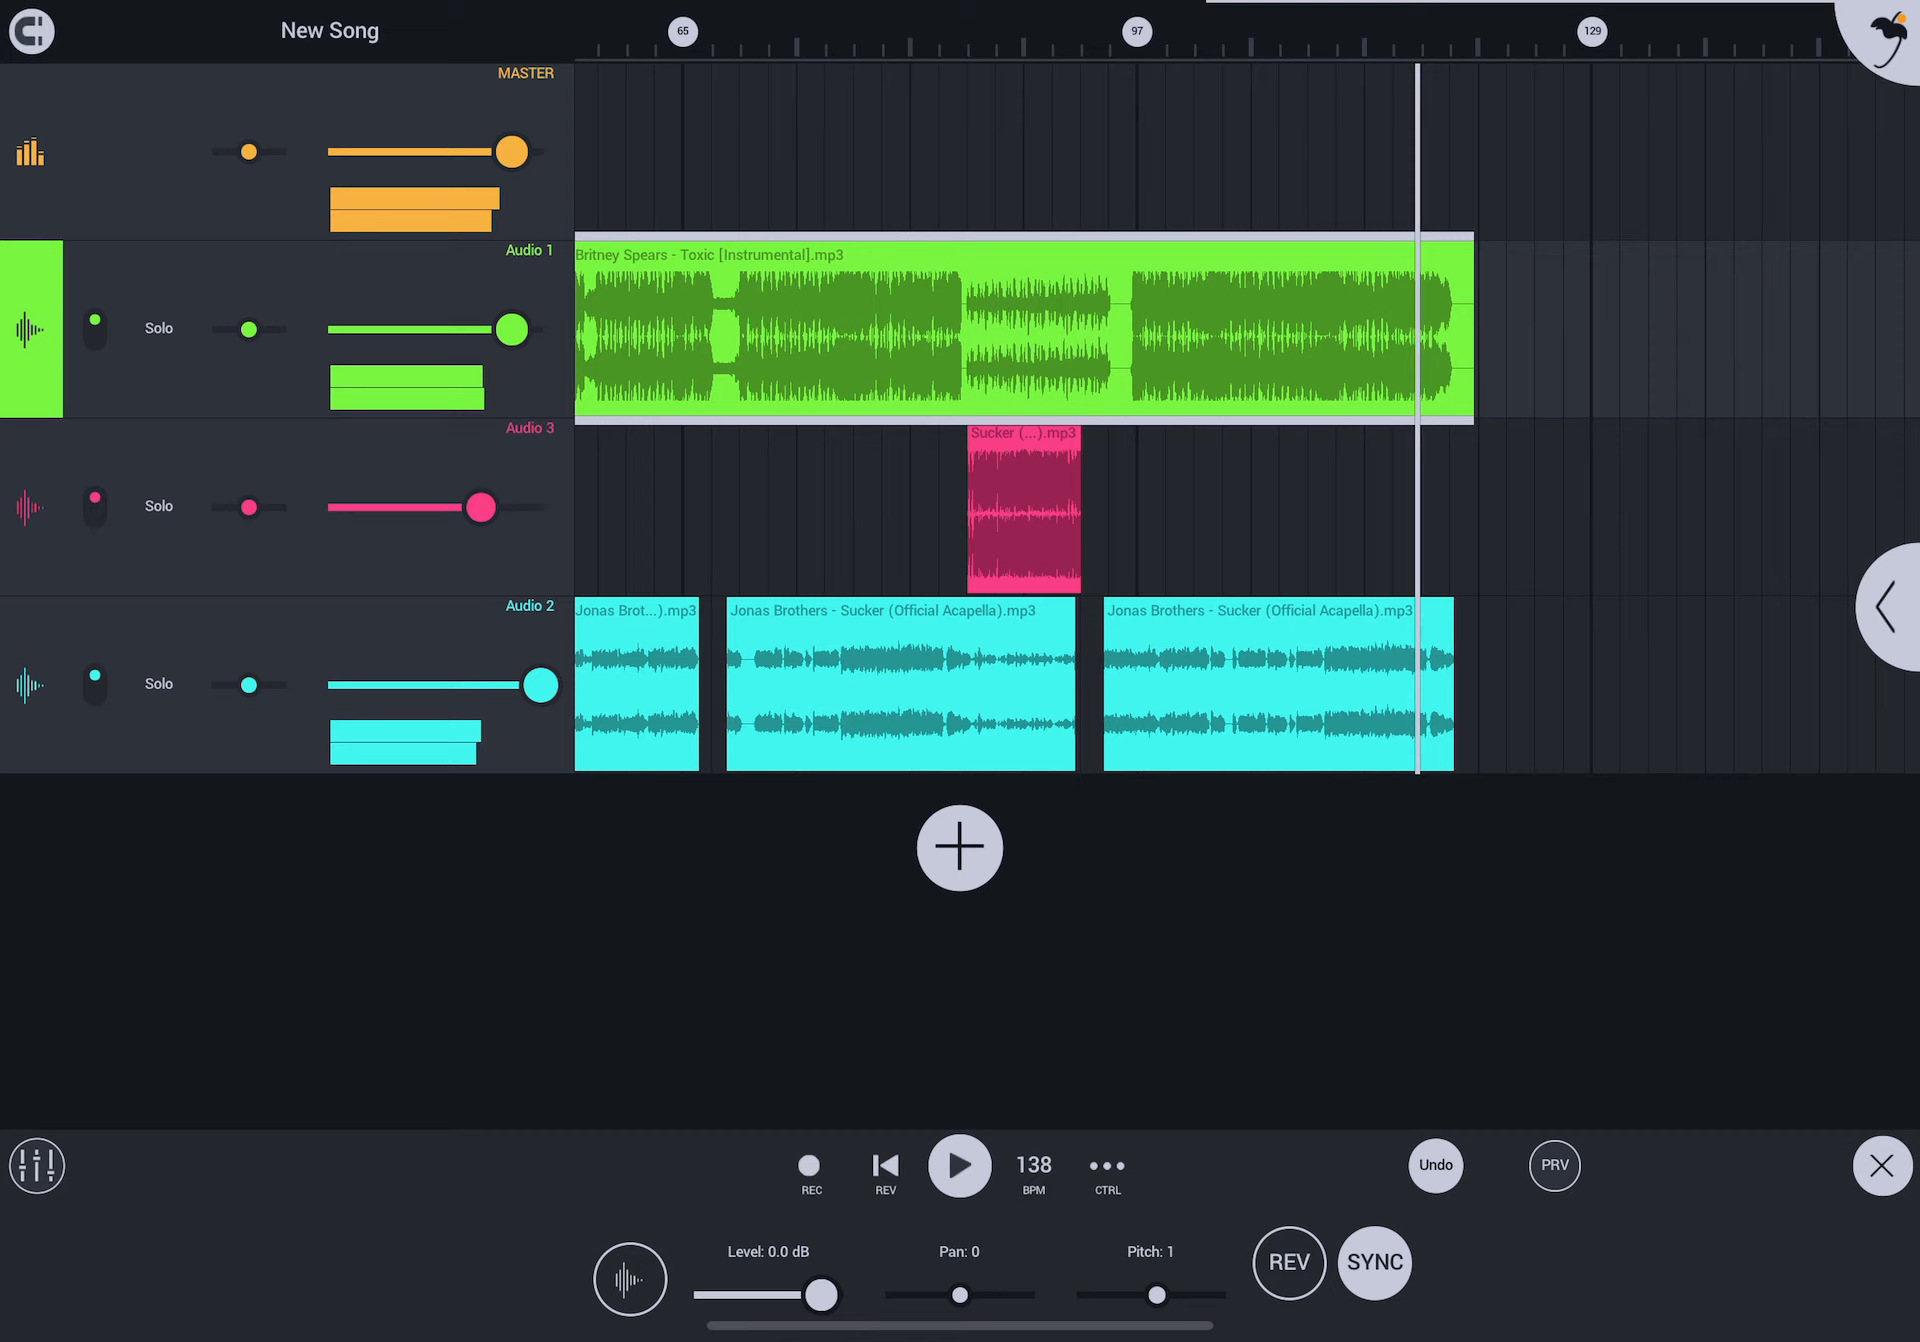 New Song
65
97
129
MASTER
Audio 1
Britney Spears - Toxic [Instrumental].mp3
Solo
Audio 3
Sucker (...).mp3
Solo
Audio 2
Jonas Brot...).mp3
Jonas Brothers - Sucker (Official Acapella).mp3
Jonas Brothers - Sucker (Official Acapella).mp3
Solo
REC
REV
138
BPM
CTRL
Undo
PRV
Level: 0.0 dB
Pan: 0
Pitch: 1
REV
SYNC